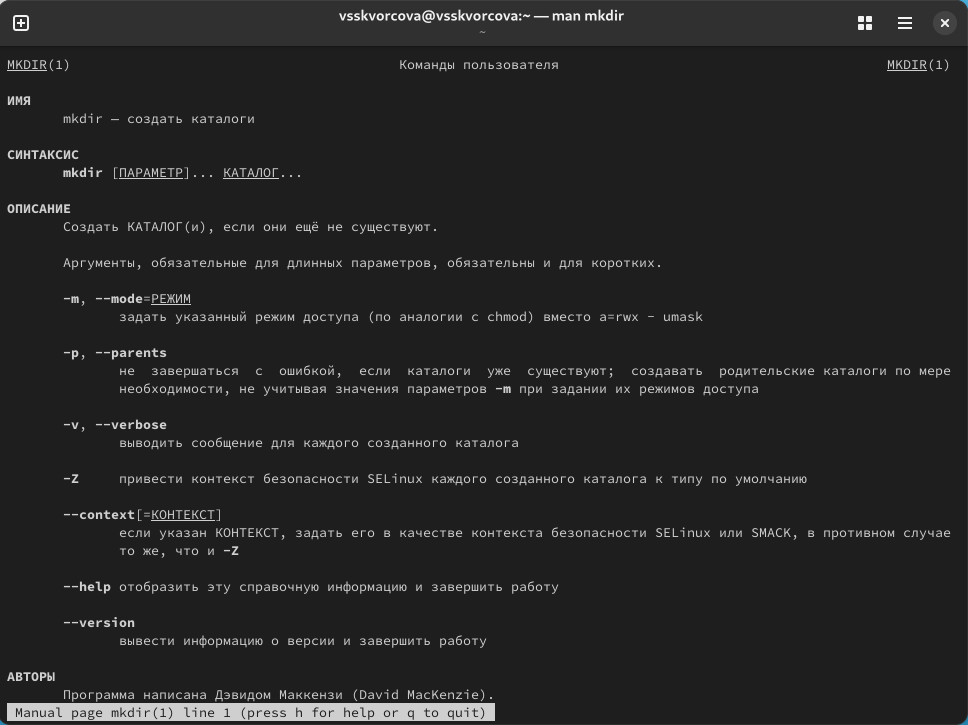 vsskvorcova@vsskvorcova:~ — man mkdir
~
MKDIR(1) Команды пользователя MKDIR(1)
ИМЯ
mkdir — создать каталоги
СИНТАКСИС
mkdir [ПАРАМЕТР]... КАТАЛОГ...
ОПИСАНИЕ
Создать КАТАЛОГ(и), если они ещё не существуют.
Аргументы, обязательные для длинных параметров, обязательны и для коротких.
-m, --mode=РЕЖИМ
задать указанный режим доступа (по аналогии с chmod) вместо a=rwx - umask
-p, --parents
не завершаться с ошибкой, если каталоги уже существуют; создавать родительские каталоги по мере
необходимости, не учитывая значения параметров -m при задании их режимов доступа
-v, --verbose
выводить сообщение для каждого созданного каталога
-Z привести контекст безопасности SELinux каждого созданного каталога к типу по умолчанию
--context[=КОНТЕКСТ]
если указан КОНТЕКСТ, задать его в качестве контекста безопасности SELinux или SMACK, в противном случае
то же, что и -Z
--help отобразить эту справочную информацию и завершить работу
--version
вывести информацию о версии и завершить работу
АВТОРЫ
Программа написана Дэвидом Маккензи (David MacKenzie).
Manual page mkdir(1) line 1 (press h for help or q to quit)